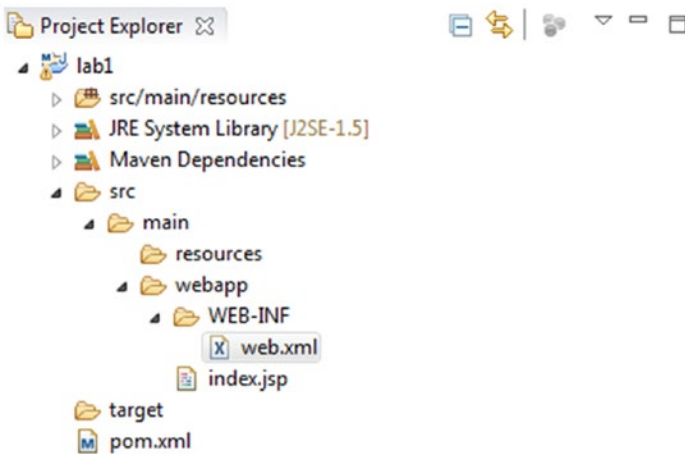 Project Explorer
lab1
src/main/resources
JRE System Library [J2SE-1.5]
Maven Dependencies
src
main
resources
webapp
WEB-INF
web.xml
index.jsp
target
pom.xml